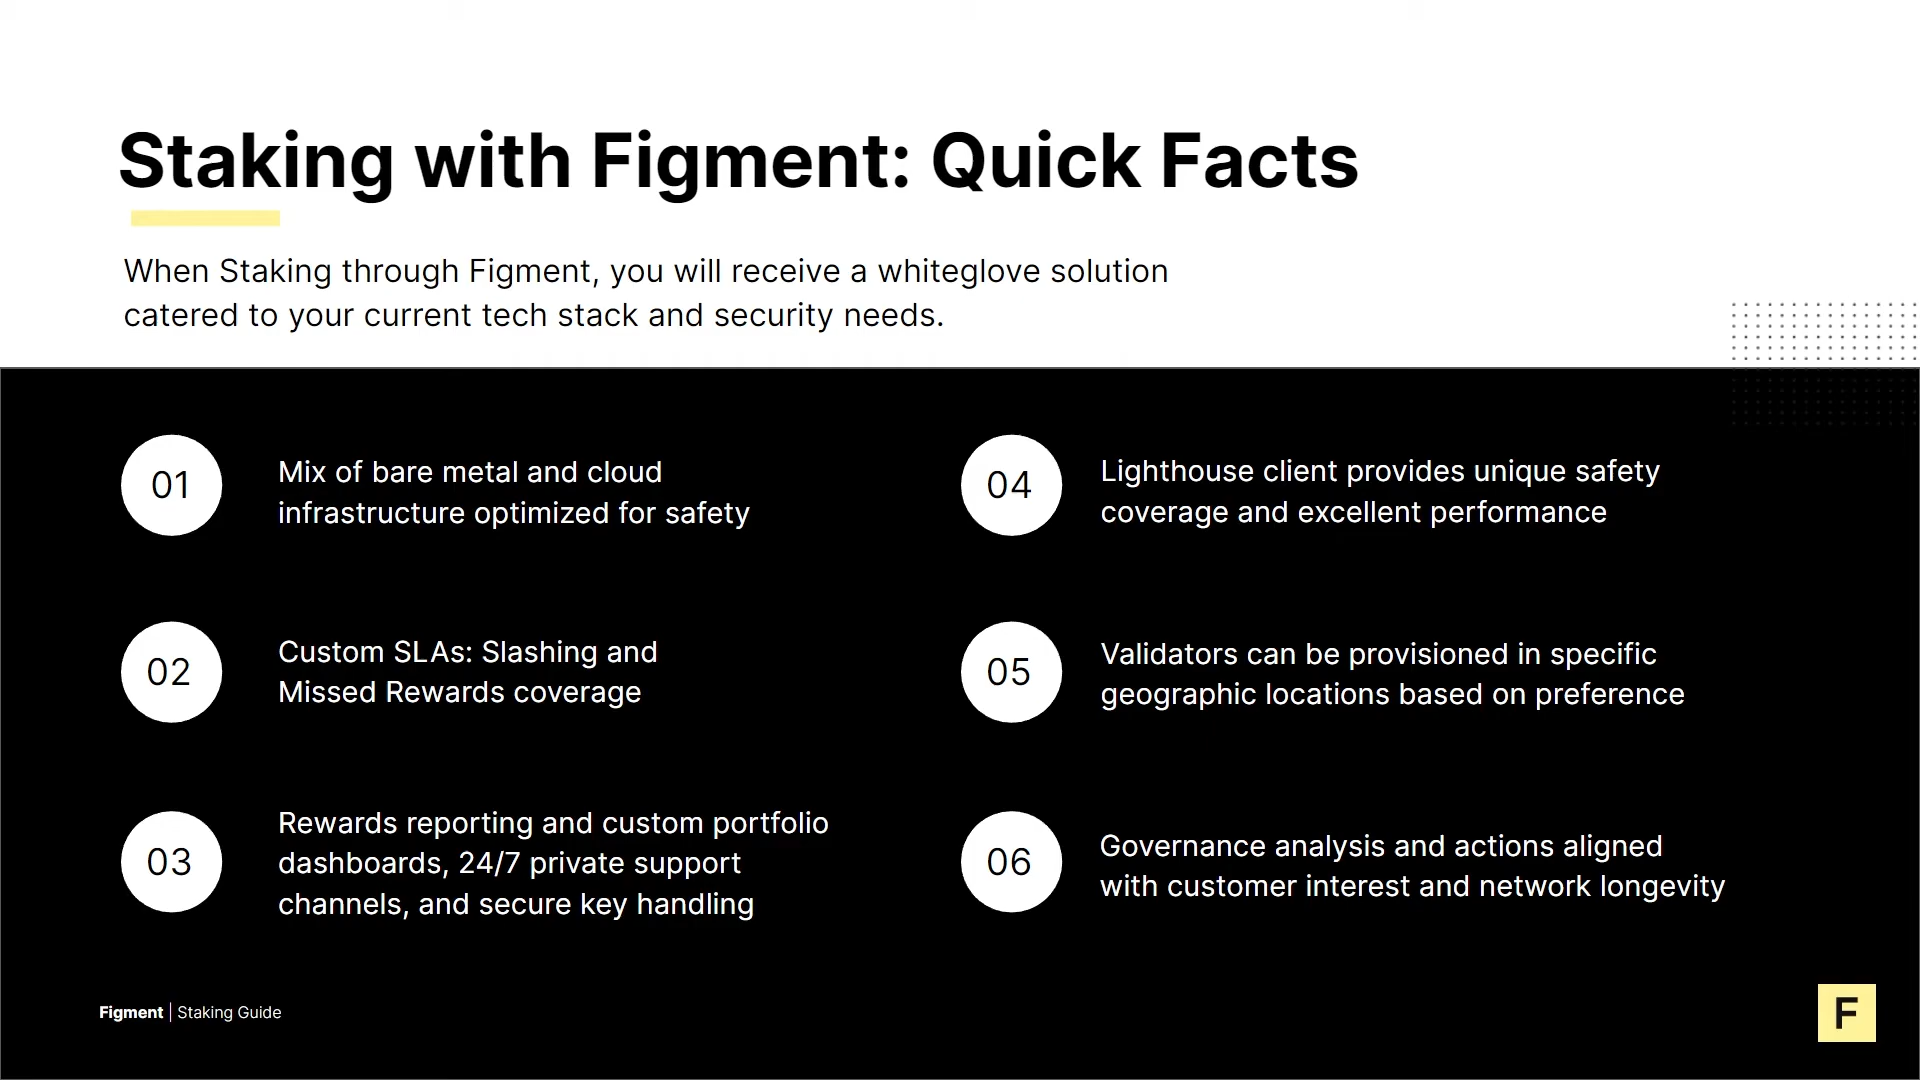 Staking with Figment: Quick Facts
When Staking through Figment, you will receive a whiteglove solution
catered to your current tech stack and security needs.
01
Mix of bare metal and cloud
infrastructure optimized for safety
02
Custom SLAs: Slashing and
Missed Rewards coverage
03
Rewards reporting and custom portfolio
dashboards, 24/7 private support
channels, and secure key handling
04
Lighthouse client provides unique safety
coverage and excellent performance
05
Validators can be provisioned in specific
geographic locations based on preference
06
Governance analysis and actions aligned
with customer interest and network longevity
Figment | Staking Guide
F